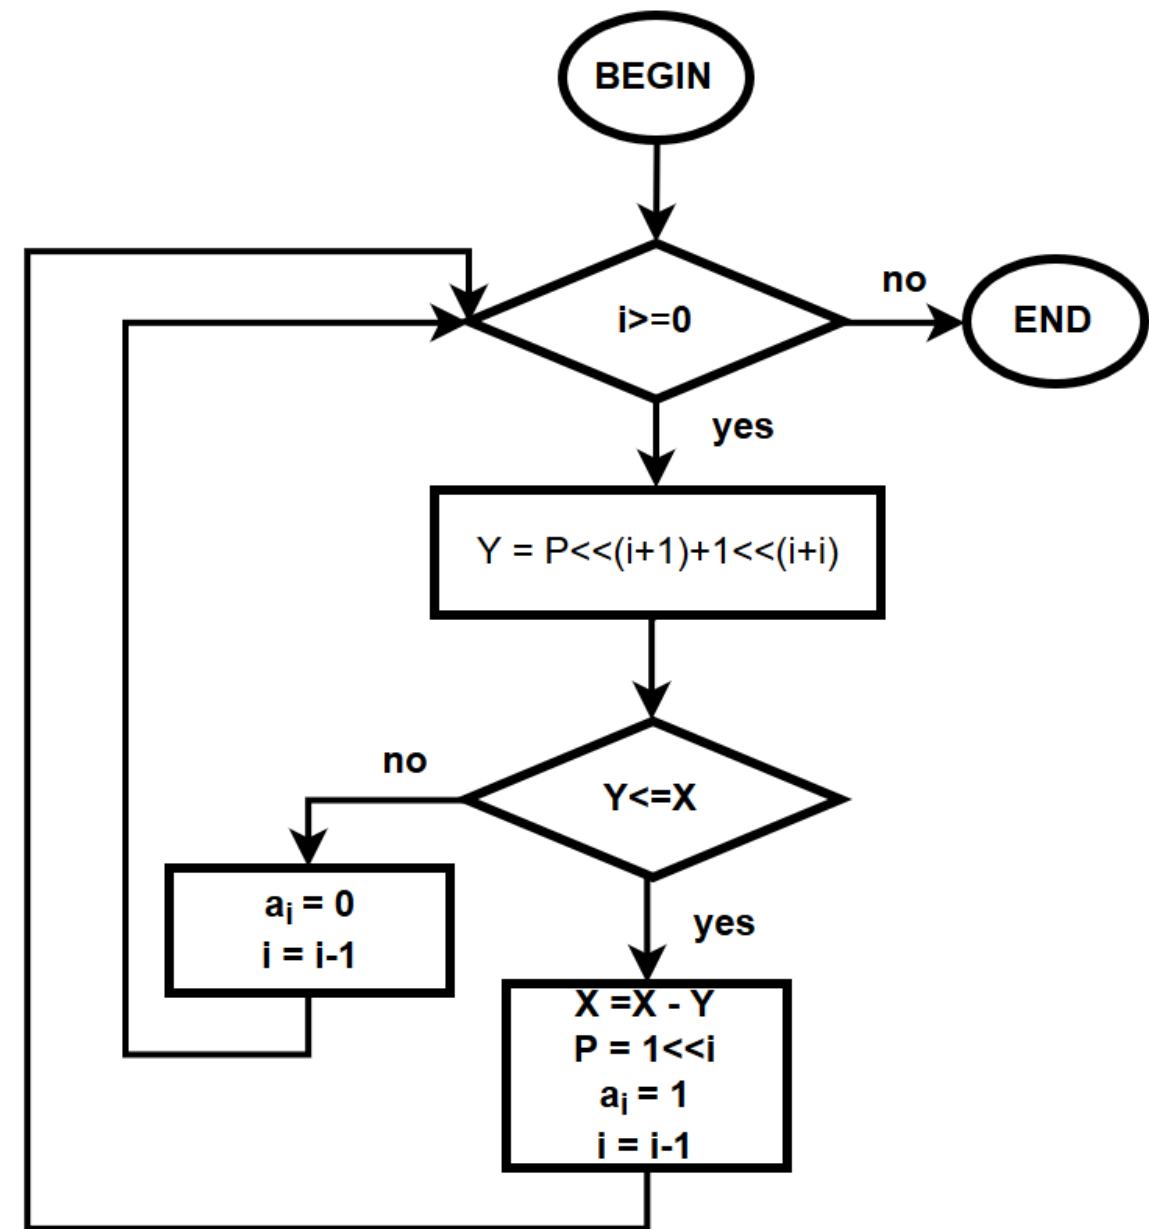 BEGIN
i>=0
no
END
yes
Y = P<<(i+1)+1<<(i+i)
Y<=X
no
aᵢ = 0
i = i-1
yes
X =X - Y
P = 1<<i
aᵢ = 1
i = i-1